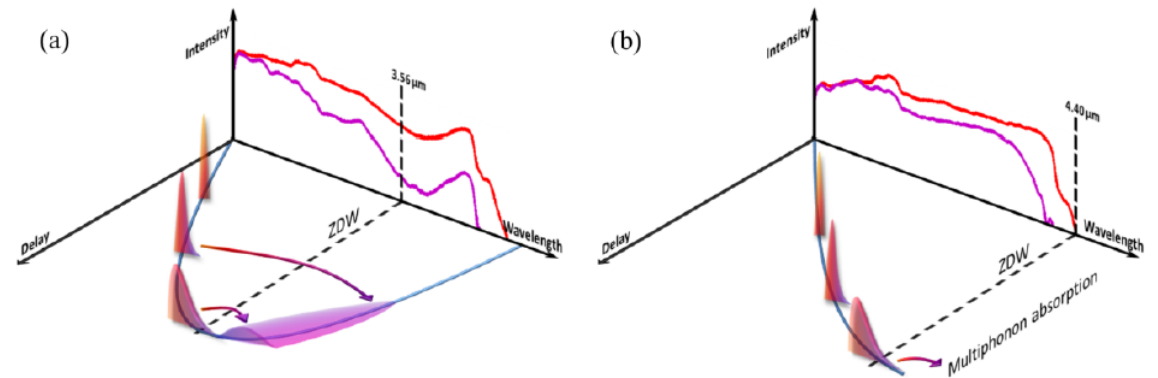 (a)
Intensity
3.56 µm
Delay
ZDW
Wavelength
(b)
Intensity
4.40 µm
Delay
ZDW
Wavelength
Multiphonon absorption